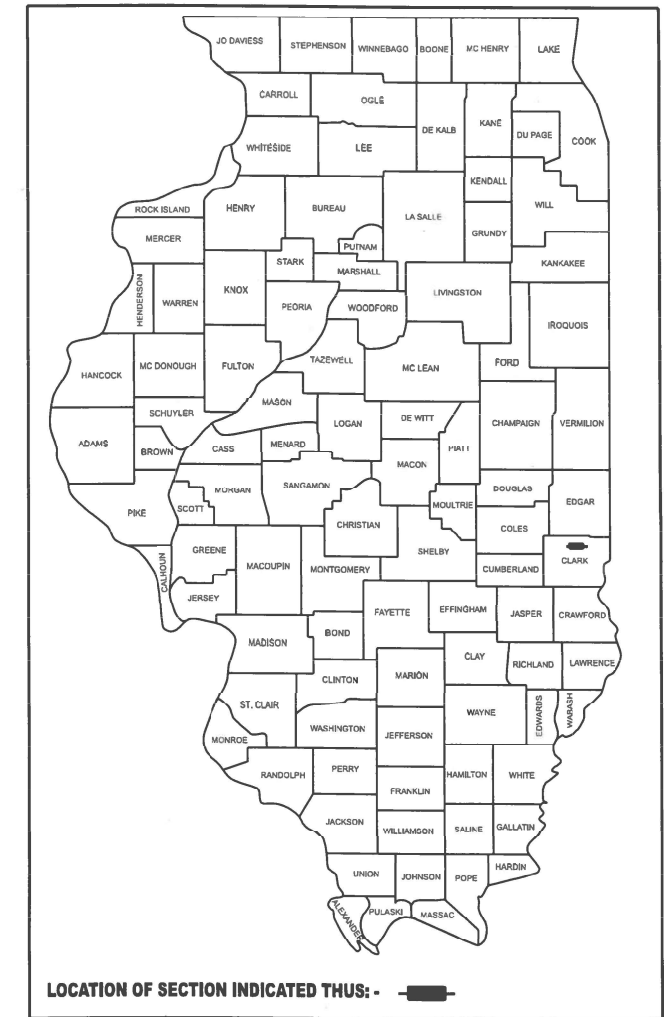 JO DAVIESS
STEPHENSON
WINNEBAGO
BOONE
MC HENRY
LAKE
CARROLL
OGLE
DE KALB
KANE
DU PAGE
COOK
WHITESIDE
LEE
KENDALL
WILL
ROCK ISLAND
HENRY
BUREAU
LA SALLE
GRUNDY
MERCER
PUTNAM
KANKAKEE
STARK
MARSHALL
HENDERSON
WARREN
KNOX
PEORIA
WOODFORD
LIVINGSTON
IROQUOIS
HANCOCK
MC DONOUGH
FULTON
TAZEWELL
MC LEAN
FORD
SCHUYLER
MASON
LOGAN
DE WITT
PIATT
CHAMPAIGN
VERMILION
ADAMS
BROWN
CASS
MENARD
MACON
PIKE
SCOTT
MORGAN
SANGAMON
CHRISTIAN
MOULTRIE
DOUGLAS
EDGAR
COLES
CALHOUN
GREENE
MACOUPIN
MONTGOMERY
SHELBY
CUMBERLAND
CLARK
JERSEY
FAYETTE
EFFINGHAM
JASPER
CRAWFORD
MADISON
BOND
CLAY
RICHLAND
LAWRENCE
CLINTON
MARION
ST. CLAIR
WASHINGTON
JEFFERSON
WAYNE
EDWARDS
WABASH
MONROE
RANDOLPH
PERRY
FRANKLIN
HAMILTON
WHITE
JACKSON
WILLIAMSON
SALINE
GALLATIN
UNION
JOHNSON
POPE
HARDIN
ALEXANDER
PULASKI
MASSAC
LOCATION OF SECTION INDICATED THUS: -